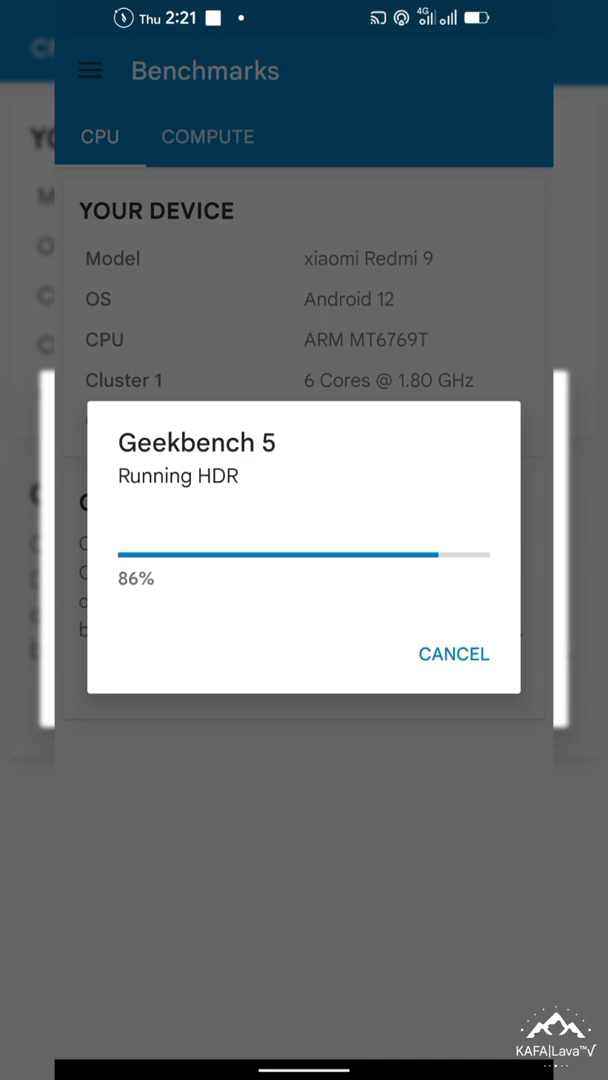 Thu 2:21
4G
Benchmarks
CPU COMPUTE
YOUR DEVICE
Model xiaomi Redmi 9
OS Android 12
CPU ARM MT6769T
Cluster 1 6 Cores @ 1.80 GHz
Geekbench 5
Running HDR
86%
CANCEL
KAFA|Lava™√